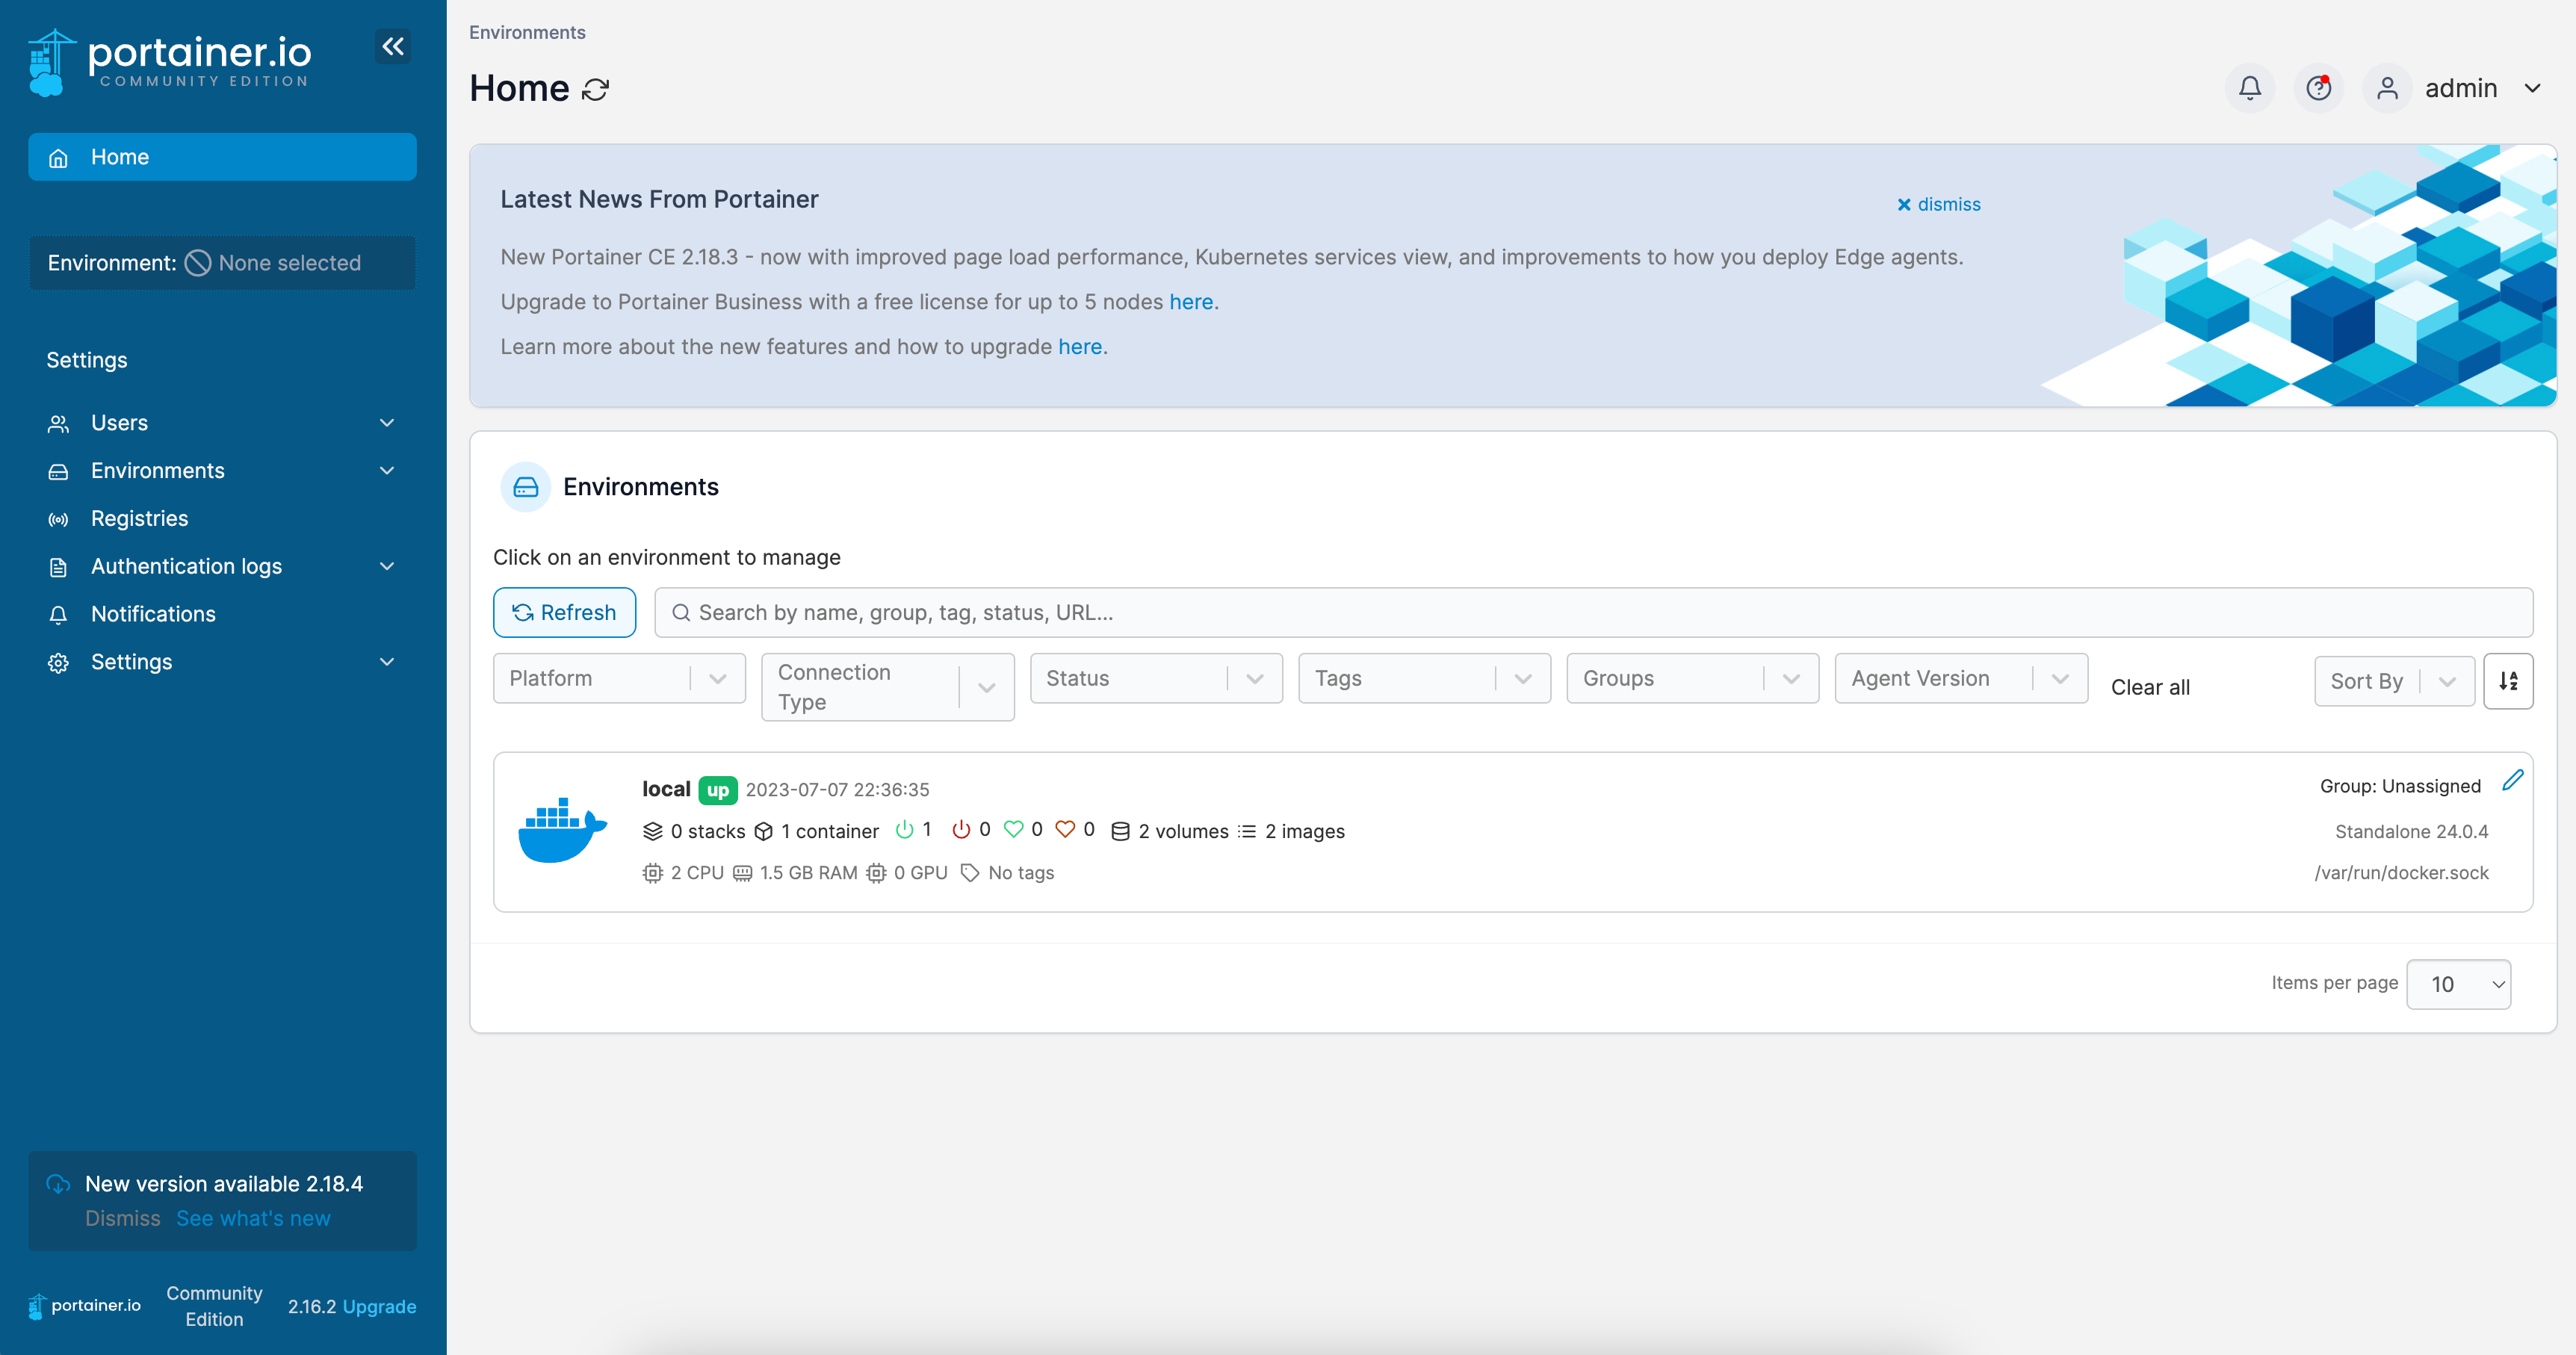 portainer.io
COMMUNITY EDITION
Home
Environment: None selected
Settings
Users
Environments
Registries
Authentication logs
Notifications
Settings
New version available 2.18.4
Dismiss See what's new
portainer.io Community Edition 2.16.2 Upgrade
Environments
Home
admin
Latest News From Portainer
dismiss
New Portainer CE 2.18.3 - now with improved page load performance, Kubernetes services view, and improvements to how you deploy Edge agents.
Upgrade to Portainer Business with a free license for up to 5 nodes here.
Learn more about the new features and how to upgrade here.
Environments
Click on an environment to manage
Refresh Search by name, group, tag, status, URL...
Platform Connection Type Status Tags Groups Agent Version Clear all Sort By A Z
local up 2023-07-07 22:36:35 Group: Unassigned
0 stacks 1 container 1 0 0 0 2 volumes 2 images Standalone 24.0.4
2 CPU 1.5 GB RAM 0 GPU No tags /var/run/docker.sock
Items per page 10